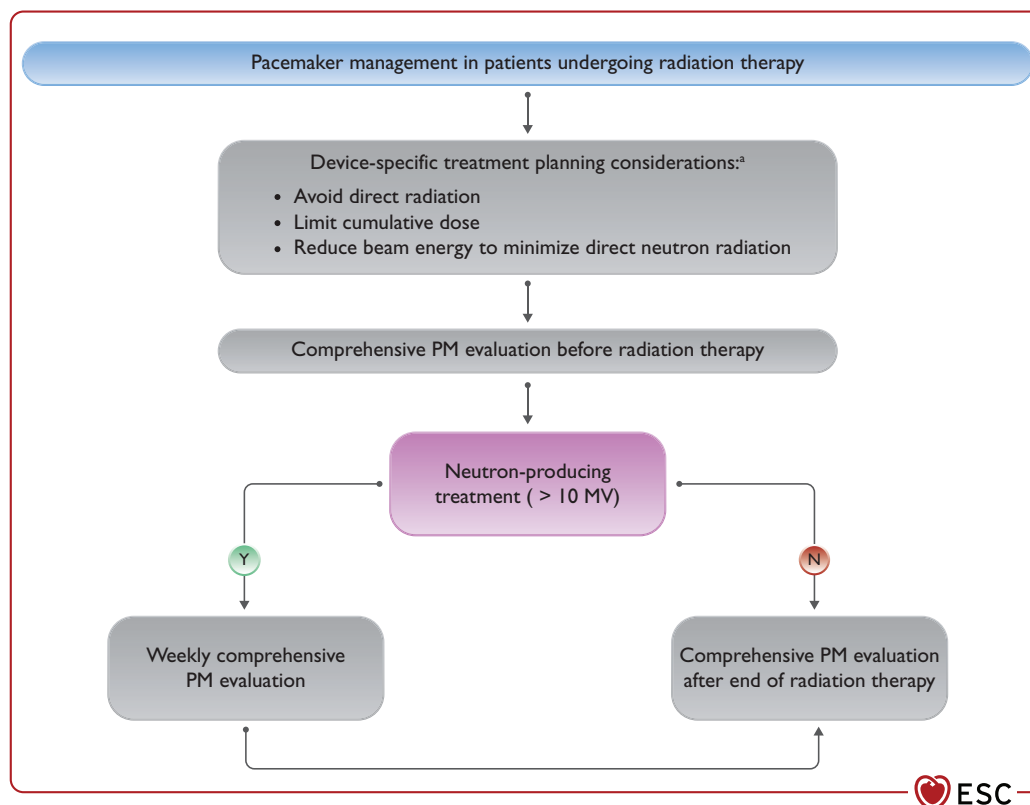 Pacemaker management in patients undergoing radiation therapy
Device-specific treatment planning considerations:ᵃ
• Avoid direct radiation
• Limit cumulative dose
• Reduce beam energy to minimize direct neutron radiation
Comprehensive PM evaluation before radiation therapy
Neutron-producing
treatment ( > 10 MV)
Y
N
Weekly comprehensive
PM evaluation
Comprehensive PM evaluation
after end of radiation therapy
ESC